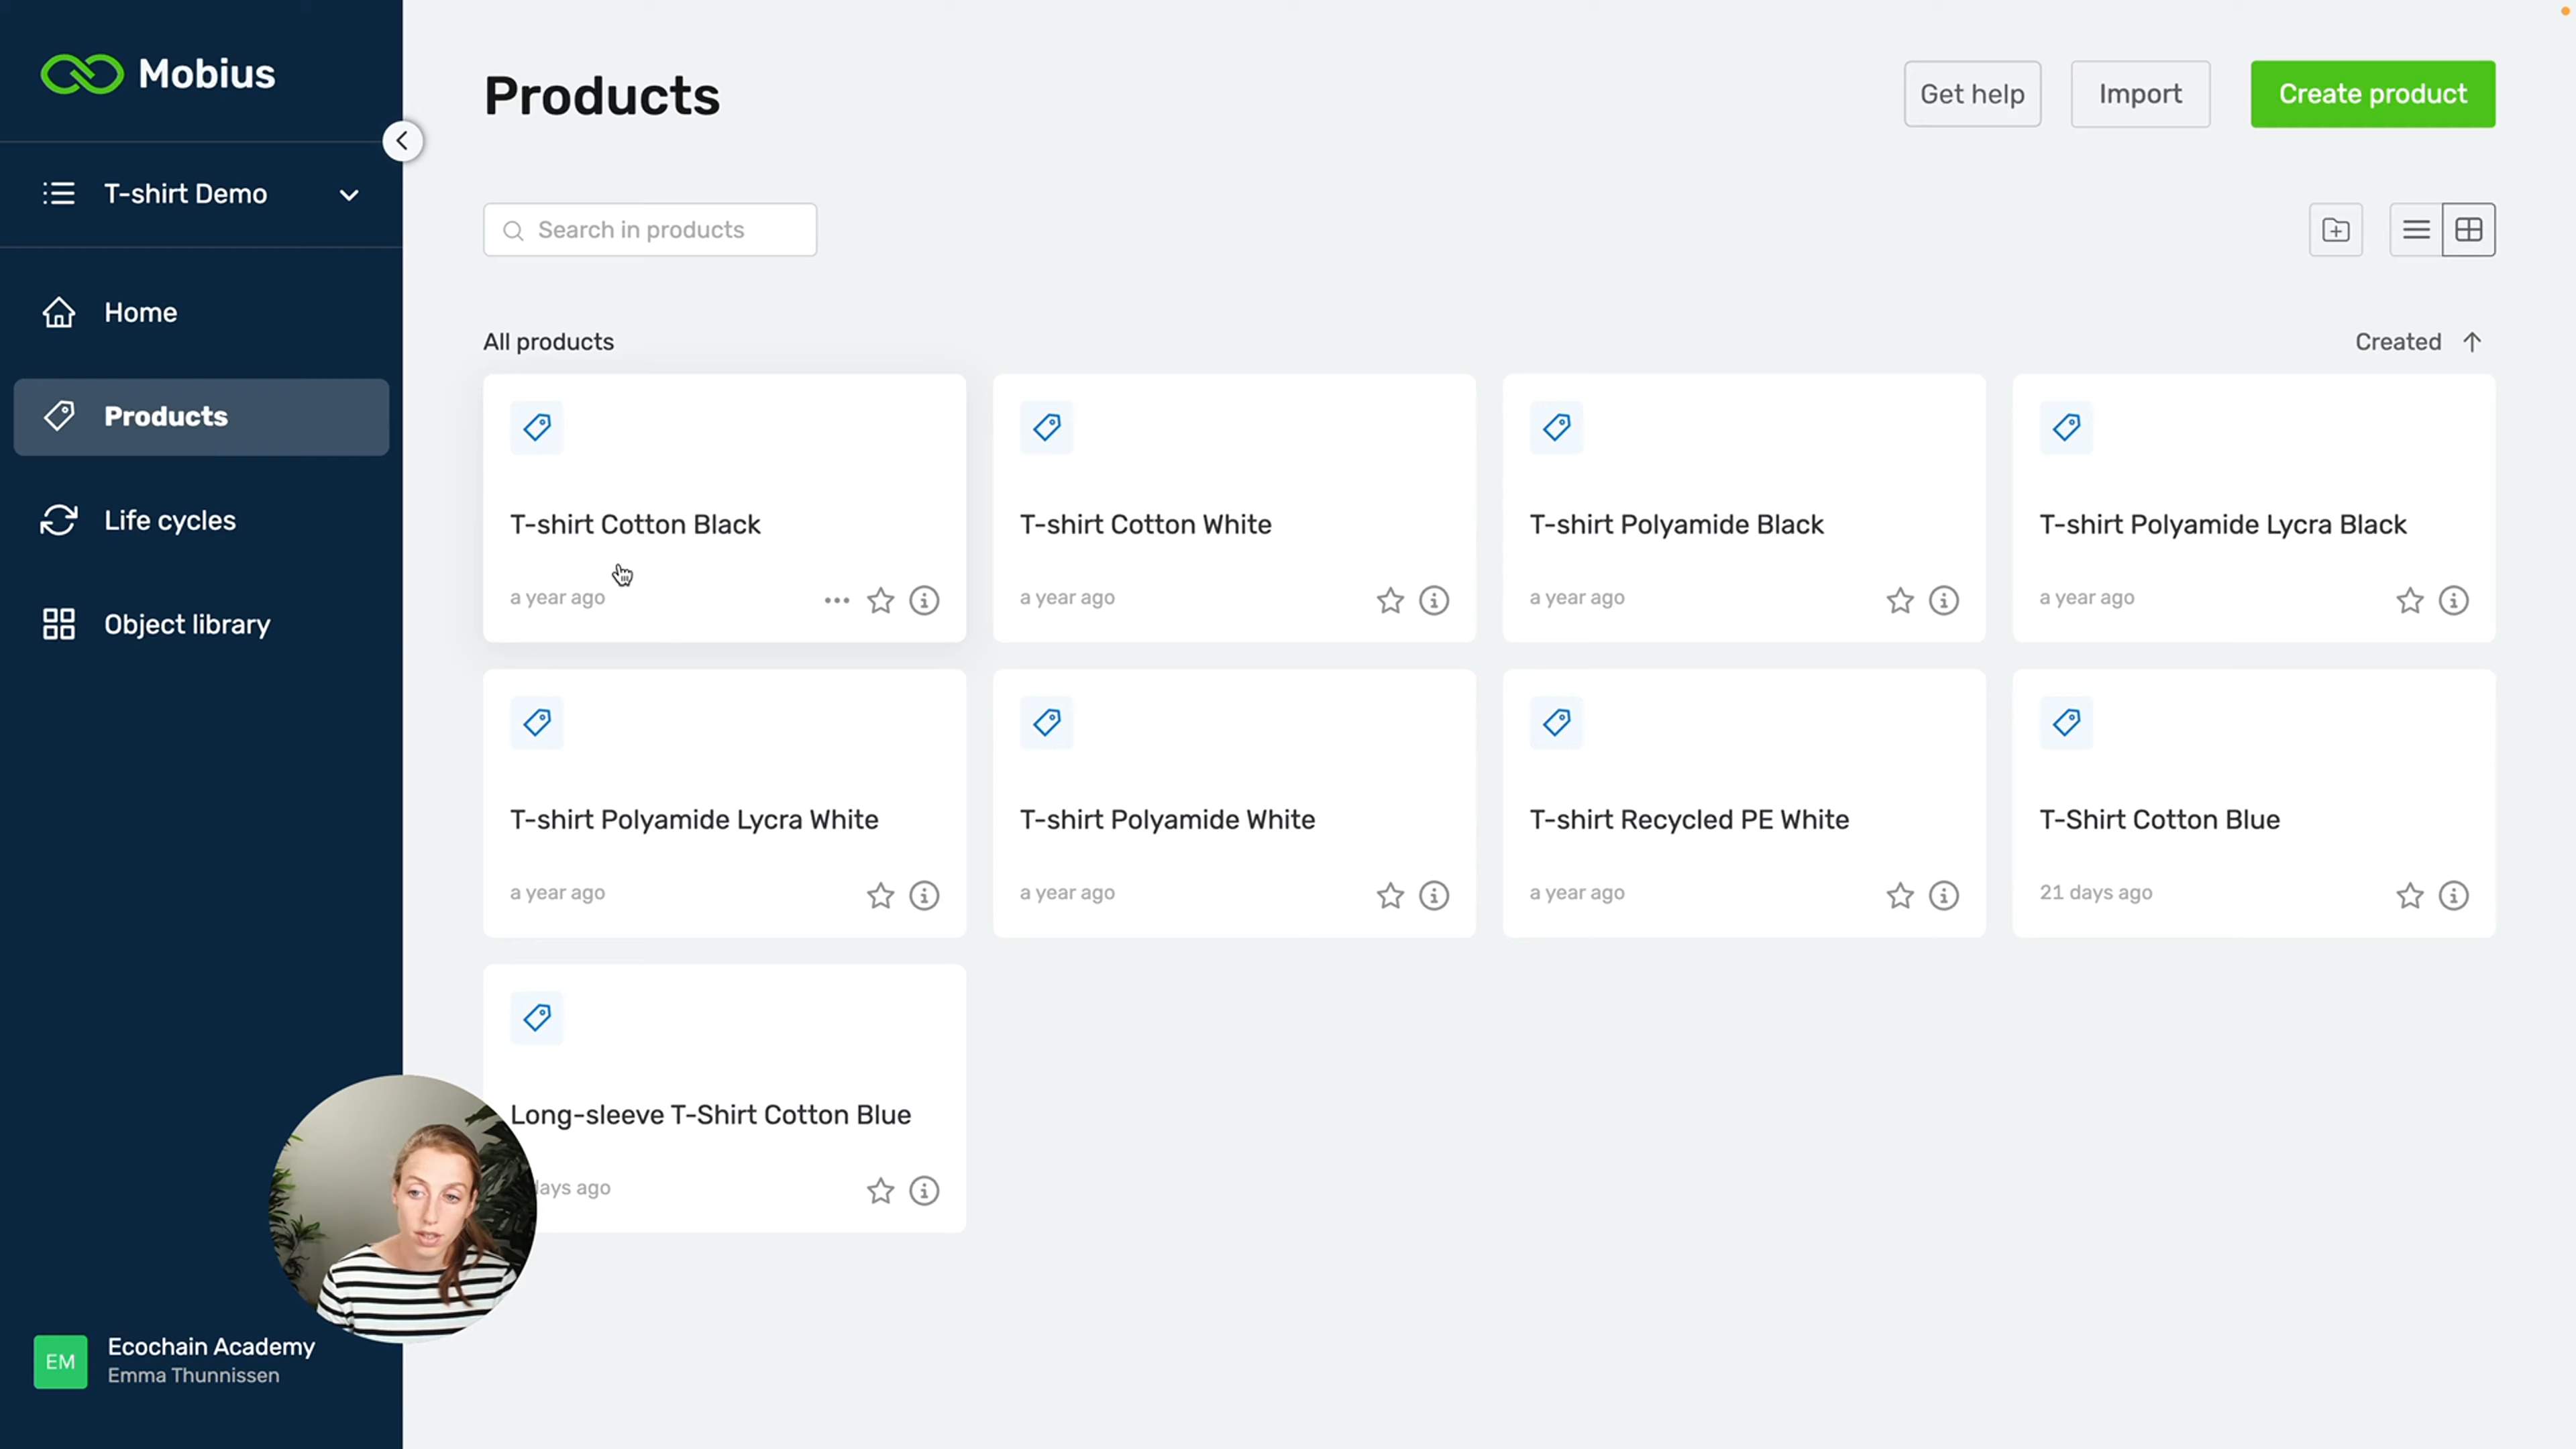 Mobius
T-shirt Demo
Home
Products
Life cycles
Object library
EM
Ecochain Academy
Emma Thunnissen
Products
Get help
Import
Create product
Search in products
All products
Created
T-shirt Cotton Black
a year ago
T-shirt Cotton White
a year ago
T-shirt Polyamide Black
a year ago
T-shirt Polyamide Lycra Black
a year ago
T-shirt Polyamide Lycra White
a year ago
T-shirt Polyamide White
a year ago
T-shirt Recycled PE White
a year ago
T-Shirt Cotton Blue
21 days ago
Long-sleeve T-Shirt Cotton Blue
days ago